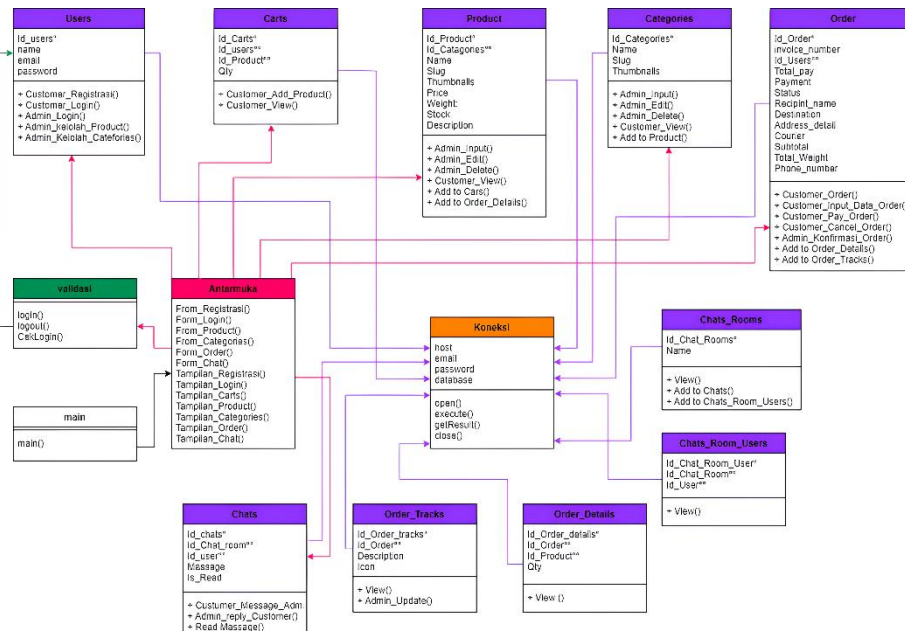 Users
Id_users*
name
email
password
+ Customer_Registrasi()
+ Customer_Login()
+ Admin_Login()
+ Admin_kelolah_Product()
+ Admin_Kelolah_Catefories()
Carts
Id_Carts*
Id_users**
Id_Product**
Qly
+ Customer_Add_Product()
+ Customer_View()
Product
Id_Product*
Id_Catagories**
Name
Slug
Thumbnails
Price
Weight
Stock
Description
+ Admin_Input()
+ Admin_Edit()
+ Admin_Delete()
+ Customer_View()
+ Add to Cars()
+ Add to Order_Details()
Categories
Id_Categories*
Name
Slug
Thumbnails
+ Admin_Input()
+ Admin_Edit()
+ Admin_Delete()
+ Customer_View()
+ Add to Product()
Order
Id_Order*
Invoice_number
Id_Users**
Total_pay
Payment
Status
Recipint_name
Destination
Address_detail
Courier
Subtotal
Total_Weight
Phone_number
+ Customer_Order()
+ Customer_Input_Data_Order()
+ Customer_Pay_Order()
+ Customer_Cancel_Order()
+ Admin_Konfirmasi_Order()
+ Add to Order_Details()
+ Add to Order_Tracks()
validasi
login()
logout()
CekLogin()
main
main()
Antarmuka
From_Registrasi()
Form_Login()
From_Product()
From_Categories()
Form_Order()
Form_Chat()
Tampilan_Registrasi()
Tampilan_Login()
Tampilan_Carts()
Tampilan_Product()
Tampilan_Categories()
Tampilan_Order()
Tampilan_Chat()
Koneksi
host
email
password
database
open()
execute()
getResult()
close()
Chats_Rooms
Id_Chat_Rooms*
Name
+ View()
+ Add to Chats()
+ Add to Chats_Room_Users()
Chats_Room_Users
Id_Chat_Room_User*
Id_Chat_Room**
Id_User**
+ View()
Chats
Id_chats*
Id_Chat_room**
Id_user**
Massage
Is_Read
+ Custumer_Message_Adm
+ Admin_reply_Customer()
+ Read Massage()
Order_Tracks
Id_Order_tracks*
Id_Order**
Description
Icon
+ View()
+ Admin_Update()
Order_Details
Id_Order_details*
Id_Order**
Id_Product**
Qty
+ View ()